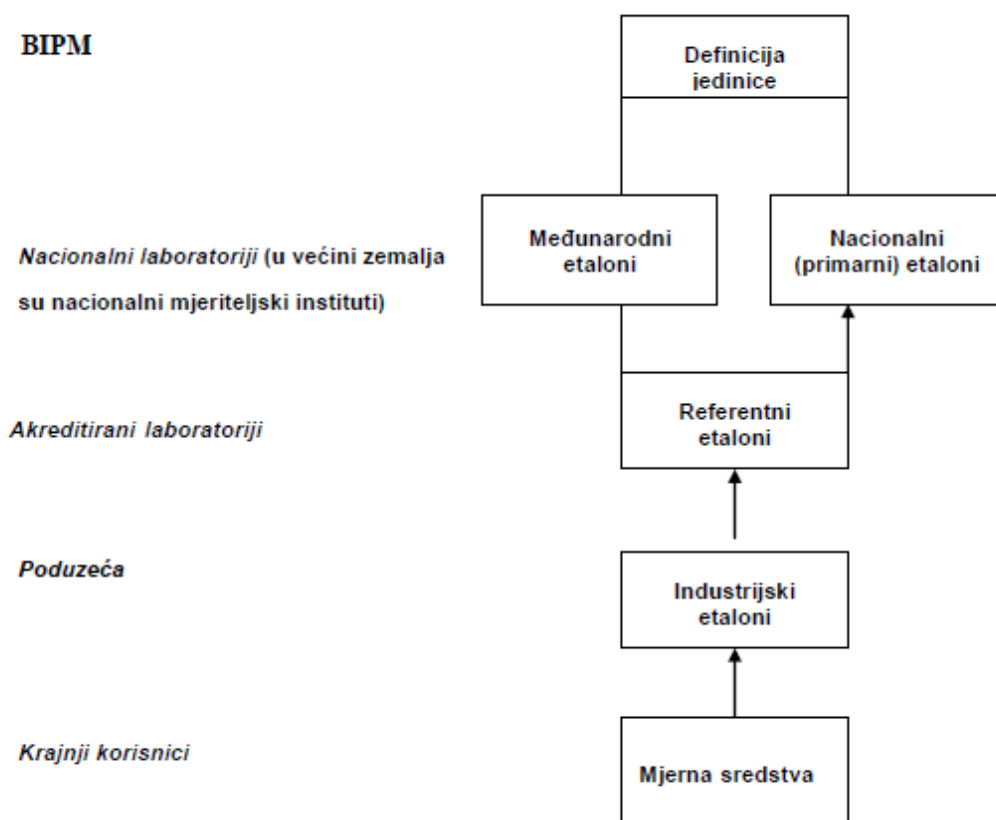 BIPM
Definicija
jedinice
Nacionalni laboratoriji (u većini zemalja
su nacionalni mjeriteljski instituti)
Međunarodni
etaloni
Nacionalni
(primarni) etaloni
Akreditirani laboratoriji
Referentni
etaloni
Poduzeća
Industrijski
etaloni
Krajnji korisnici
Mjerna sredstva